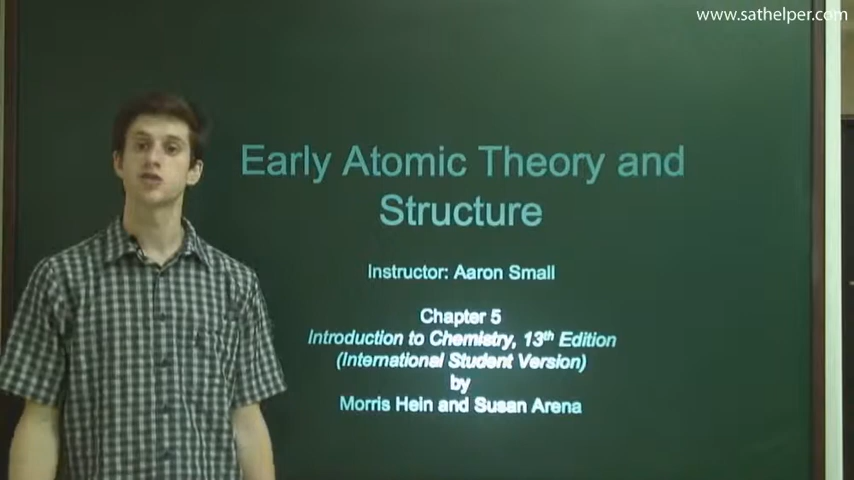 www.sathelper.com
Early Atomic Theory and
Structure
Instructor: Aaron Small
Chapter 5
Introduction to Chemistry, 13th Edition
(International Student Version)
by
Morris Hein and Susan Arena